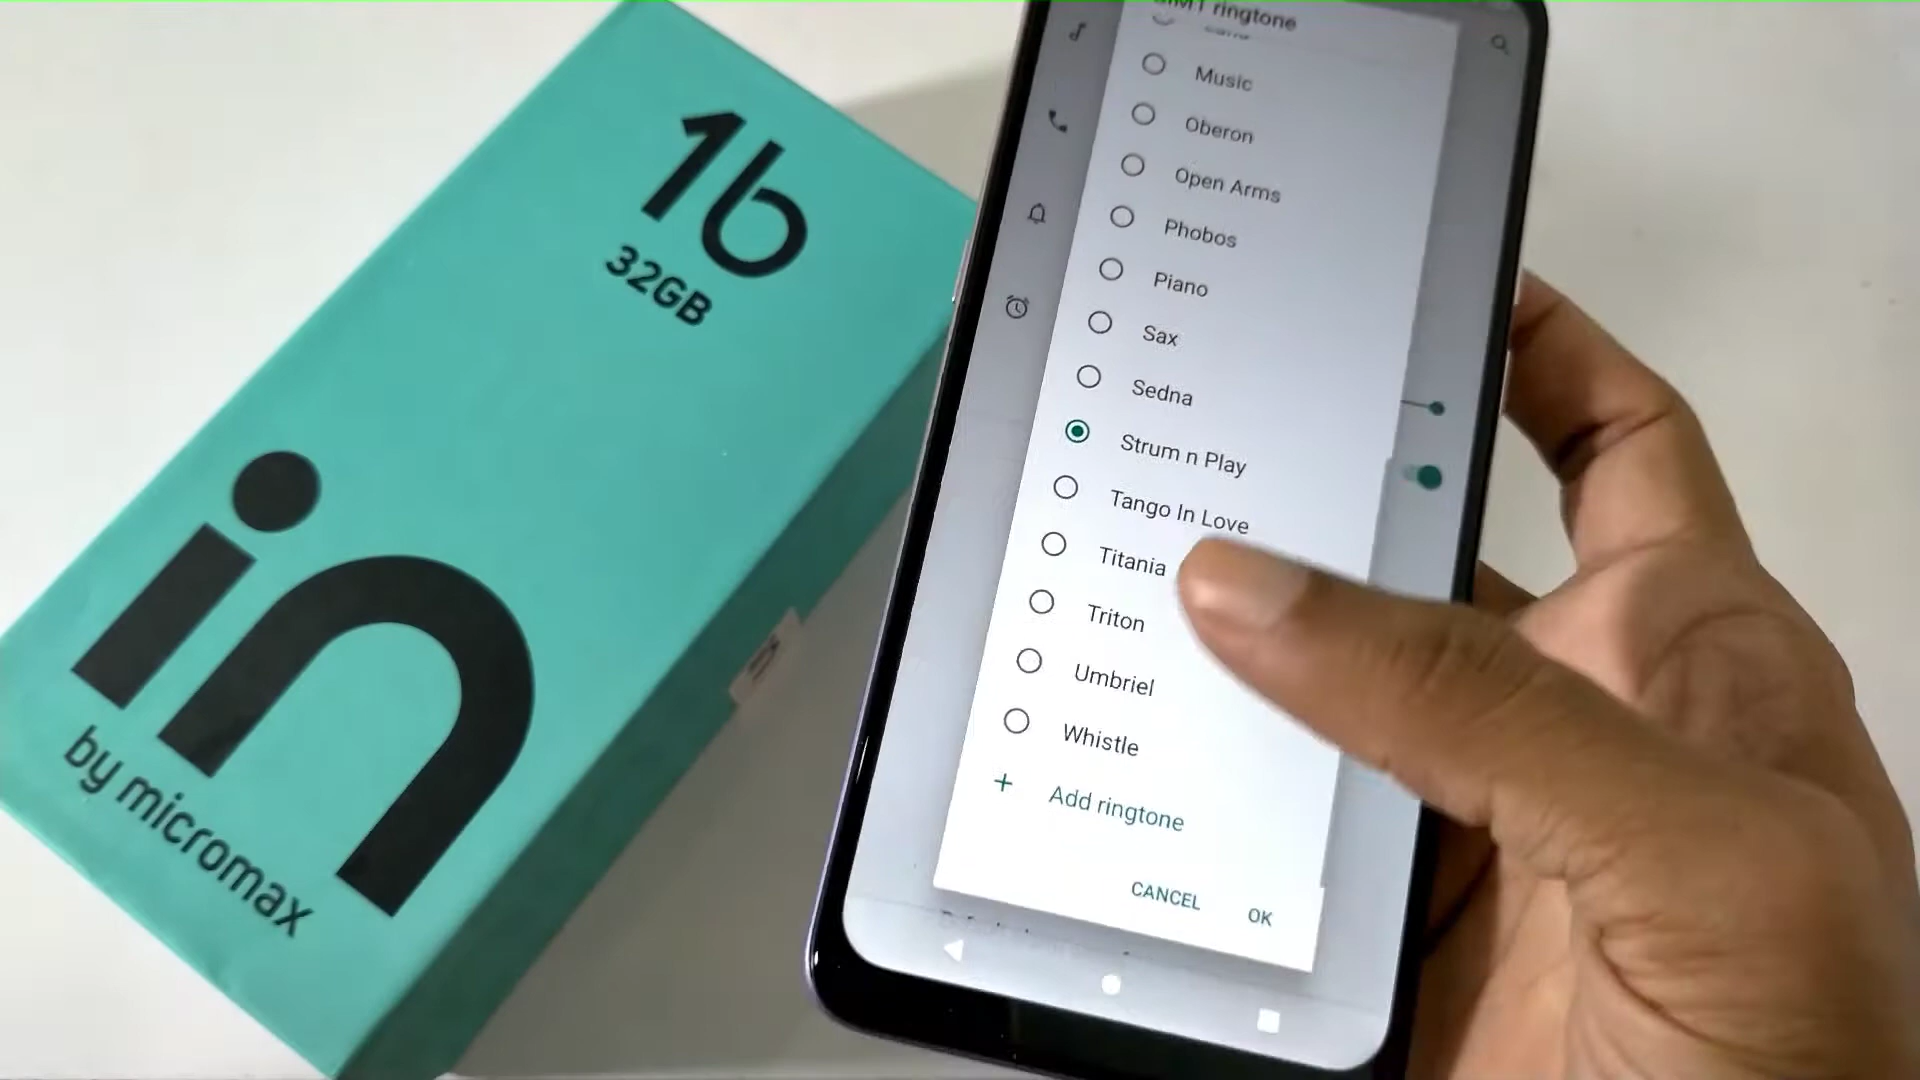 1b
32GB
in
by micromax
SIM1 ringtone
Music
Oberon
Open Arms
Phobos
Piano
Sax
Sedna
Strum n Play
Tango In Love
Titania
Triton
Umbriel
Whistle
+ Add ringtone
CANCEL OK